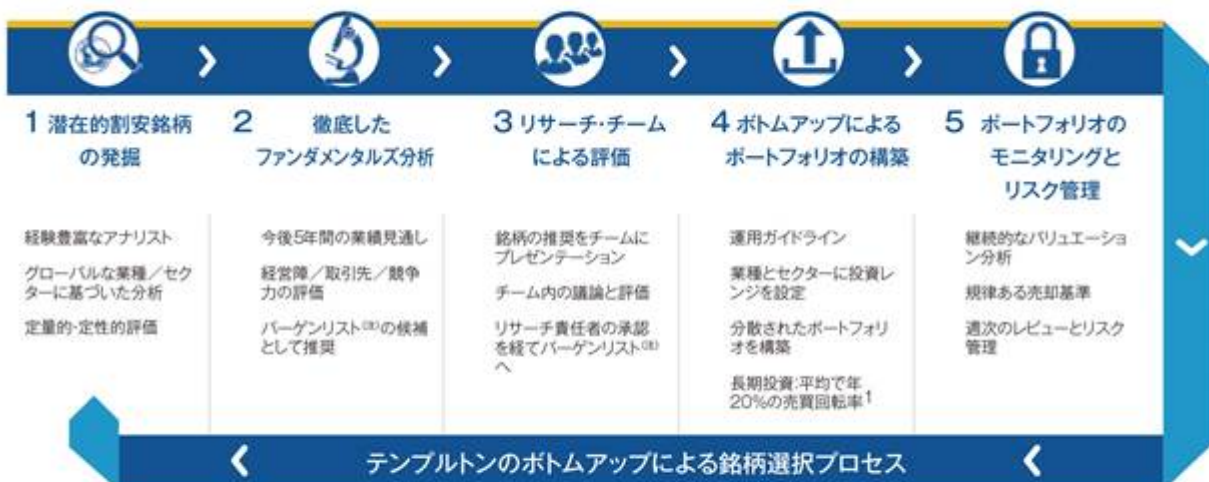 1 潜在的割安銘柄
の発掘
2 徹底した
ファンダメンタルズ分析
3 リサーチ・チーム
による評価
4 ボトムアップによる
ポートフォリオの構築
5 ポートフォリオの
モニタリングと
リスク管理
経験豊富なアナリスト
グローバルな業種／セク
ターに基づいた分析
定量的・定性的評価
今後5年間の業績見通し
経営陣／取引先／競争
力の評価
バーゲンリスト(注)の候補
として推奨
銘柄の推奨をチームに
プレゼンテーション
チーム内の議論と評価
リサーチ責任者の承認
を経てバーゲンリスト(注)
へ
運用ガイドライン
業種とセクターに投資レ
ンジを設定
分散されたポートフォリ
オを構築
長期投資:平均で年
20%の売買回転率1
継続的なバリュエーショ
ン分析
規律ある売却基準
週次のレビューとリスク
管理
テンプルトンのボトムアップによる銘柄選択プロセス